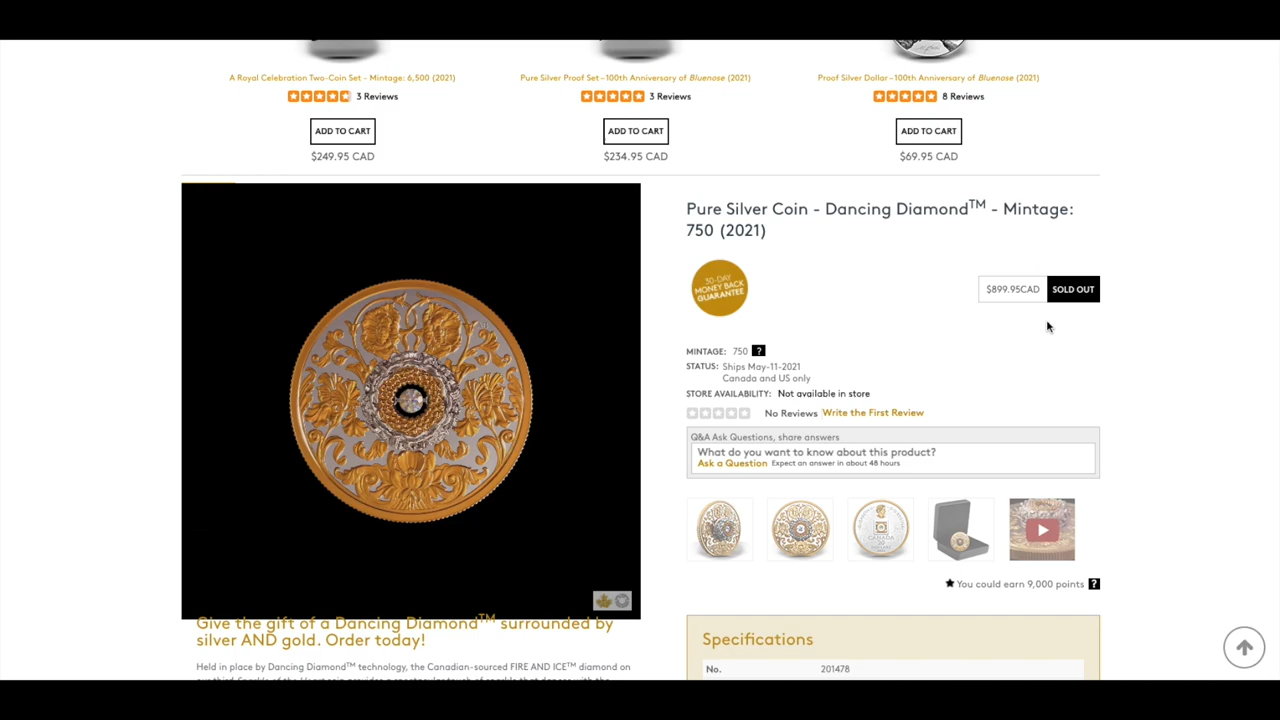 A Royal Celebration Two-Coin Set - Mintage: 6,500 (2021)
3 Reviews
ADD TO CART
$249.95 CAD
Pure Silver Proof Set – 100th Anniversary of Bluenose (2021)
3 Reviews
ADD TO CART
$234.95 CAD
Proof Silver Dollar – 100th Anniversary of Bluenose (2021)
8 Reviews
ADD TO CART
$69.95 CAD
Pure Silver Coin - Dancing Diamond™ - Mintage:
750 (2021)
30-DAY
MONEY BACK
GUARANTEE
$899.95CAD SOLD OUT
MINTAGE: 750 ?
STATUS: Ships May-11-2021
Canada and US only
STORE AVAILABILITY: Not available in store
No Reviews Write the First Review
Q&A Ask Questions, share answers
What do you want to know about this product?
Ask a Question Expect an answer in about 48 hours
CANADA
You could earn 9,000 points ?
Give the gift of a Dancing Diamond™ surrounded by
silver AND gold. Order today!
Held in place by Dancing Diamond™ technology, the Canadian-sourced FIRE AND ICE™ diamond on
Specifications
No. 201478